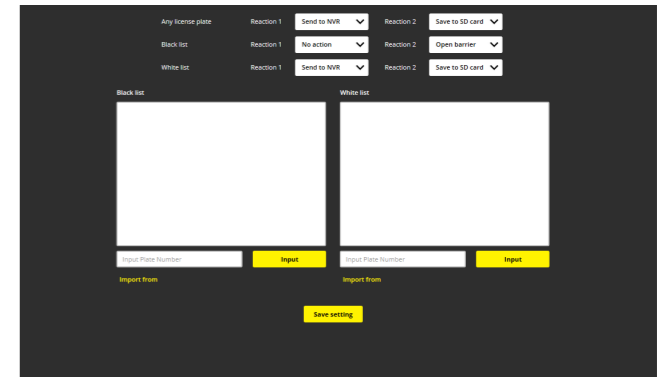 Any license plate Reaction 1 Send to NVR Reaction 2 Save to SD card
Black list Reaction 1 No action Reaction 2 Open barrier
White list Reaction 1 Send to NVR Reaction 2 Save to SD card
Black list White list
Input Plate Number Input Input Plate Number Input
Import from Import from
Save setting